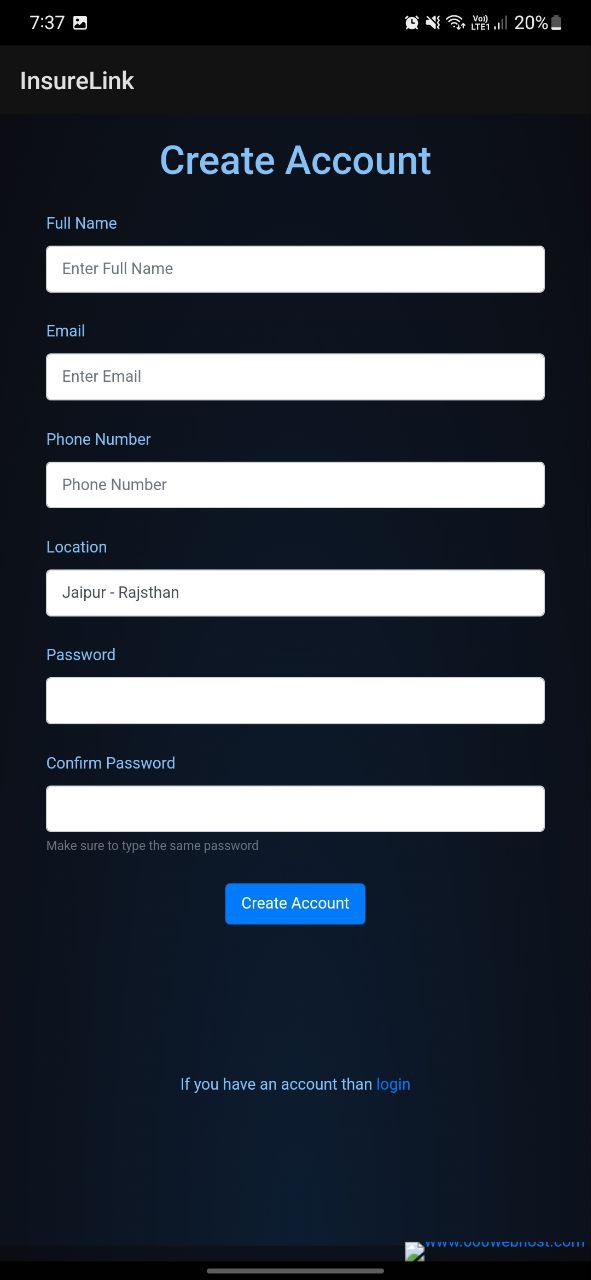 7:37 Vo)) LTE1 20%
InsureLink
Create Account
Full Name
Enter Full Name
Email
Enter Email
Phone Number
Phone Number
Location
Jaipur - Rajsthan
Password
Confirm Password
Make sure to type the same password
Create Account
If you have an account than login
www.000webhost.com